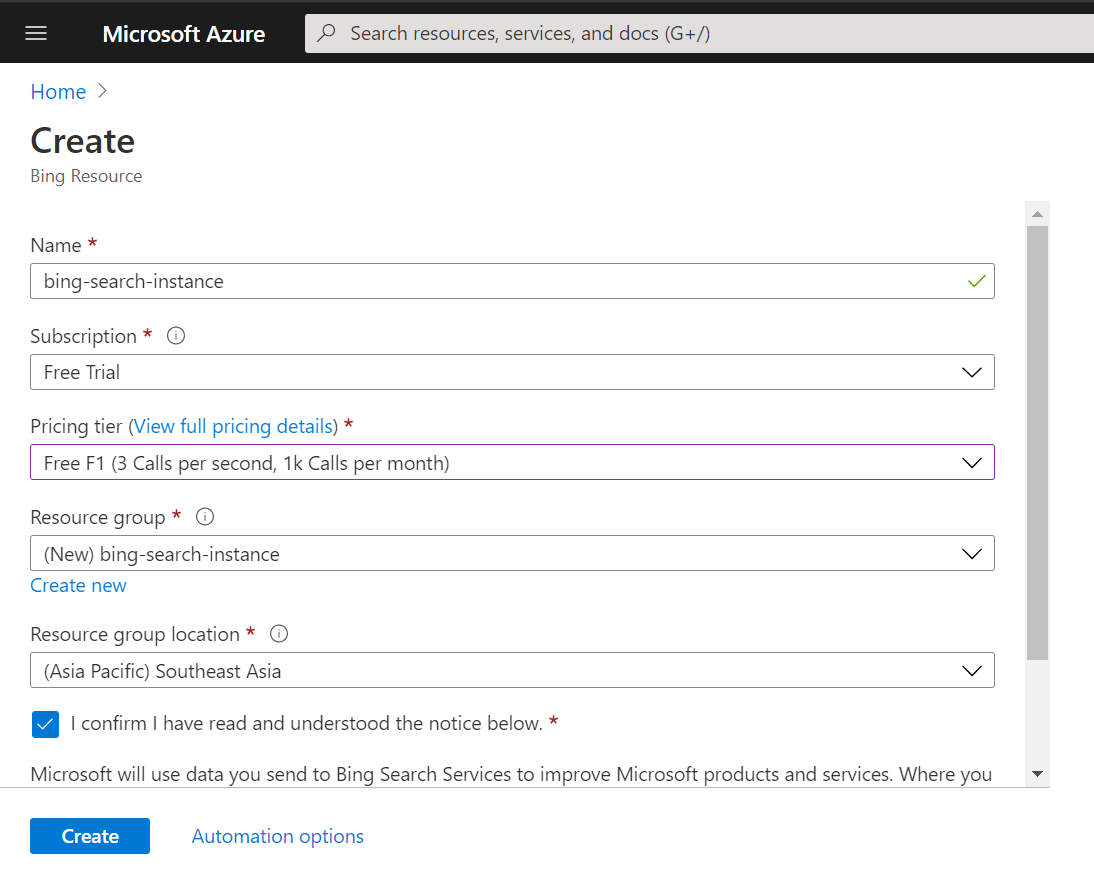 Microsoft Azure
Search resources, services, and docs (G+/)
Home
Create
Bing Resource
Name *
bing-search-instance
Subscription *
Free Trial
Pricing tier (View full pricing details) *
Free F1 (3 Calls per second, 1k Calls per month)
Resource group *
(New) bing-search-instance
Create new
Resource group location *
(Asia Pacific) Southeast Asia
I confirm I have read and understood the notice below. *
Microsoft will use data you send to Bing Search Services to improve Microsoft products and services. Where you
Create
Automation options